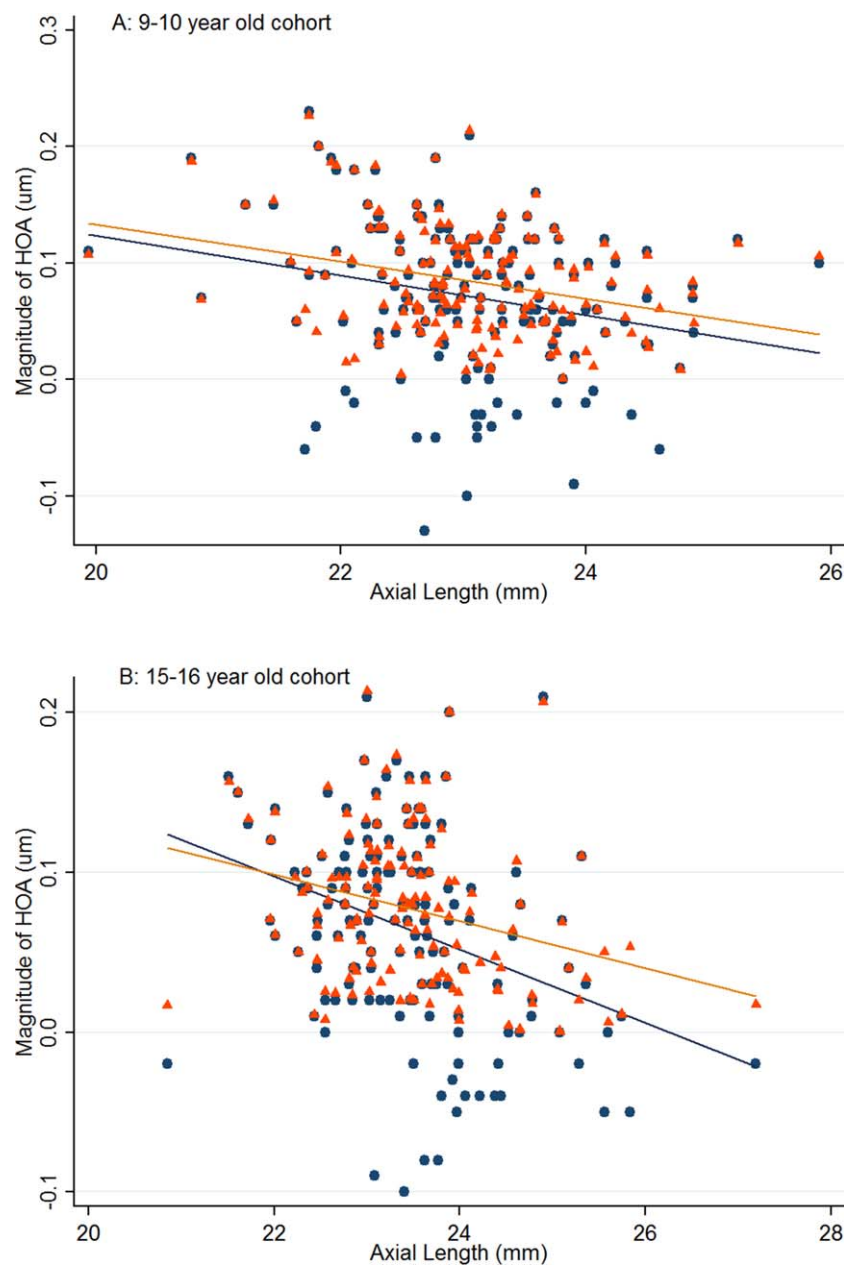 A: 9-10 year old cohort
Magnitude of HOA (um)
0.3
0.2
0.1
0.0
-0.1
20 22 24 26
Axial Length (mm)
B: 15-16 year old cohort
Magnitude of HOA (um)
0.2
0.1
0.0
-0.1
20 22 24 26 28
Axial Length (mm)